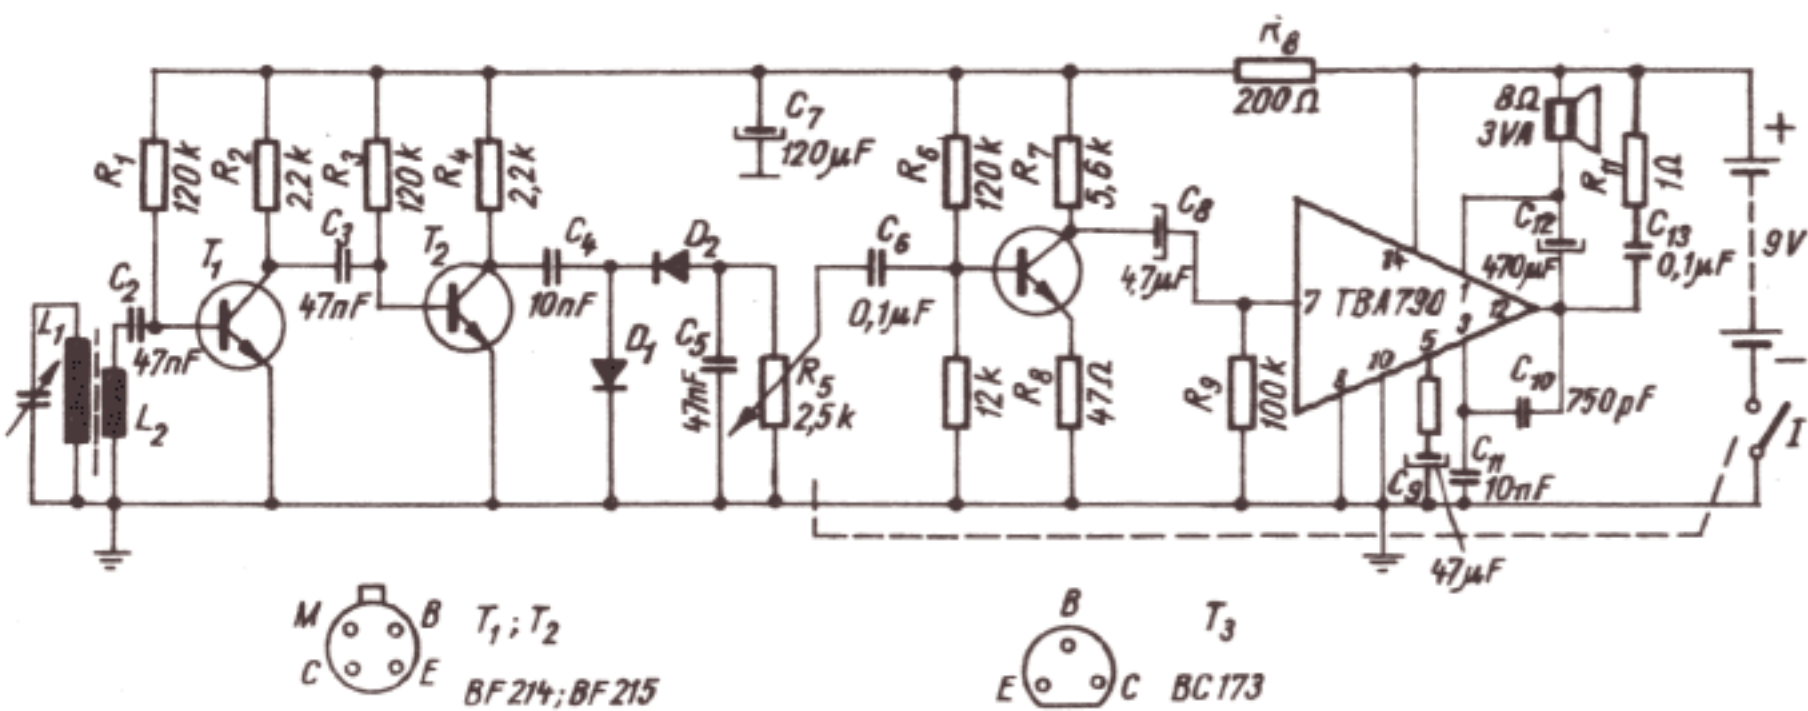 R8
200Ω
8Ω
3VA
R11
1Ω
+
9V
−
I
R1
120k
R2
2.2k
R3
120k
R4
2,2k
C7
120µF
R6
120k
R7
5,6k
C8
4,7µF
C12
470µF
C13
0,1µF
C2
47nF
T1
C3
47nF
T2
C4
10nF
D2
D1
C5
47nF
R5
2,5k
C6
0,1µF
12k
R8
47Ω
R9
100k
7
TBA790
14
1
12
3
5
10
C10
750pF
C9
47µF
C11
10nF
L1
L2
M
B
C
E
T1; T2
BF214; BF215
B
E
C
T3
BC173